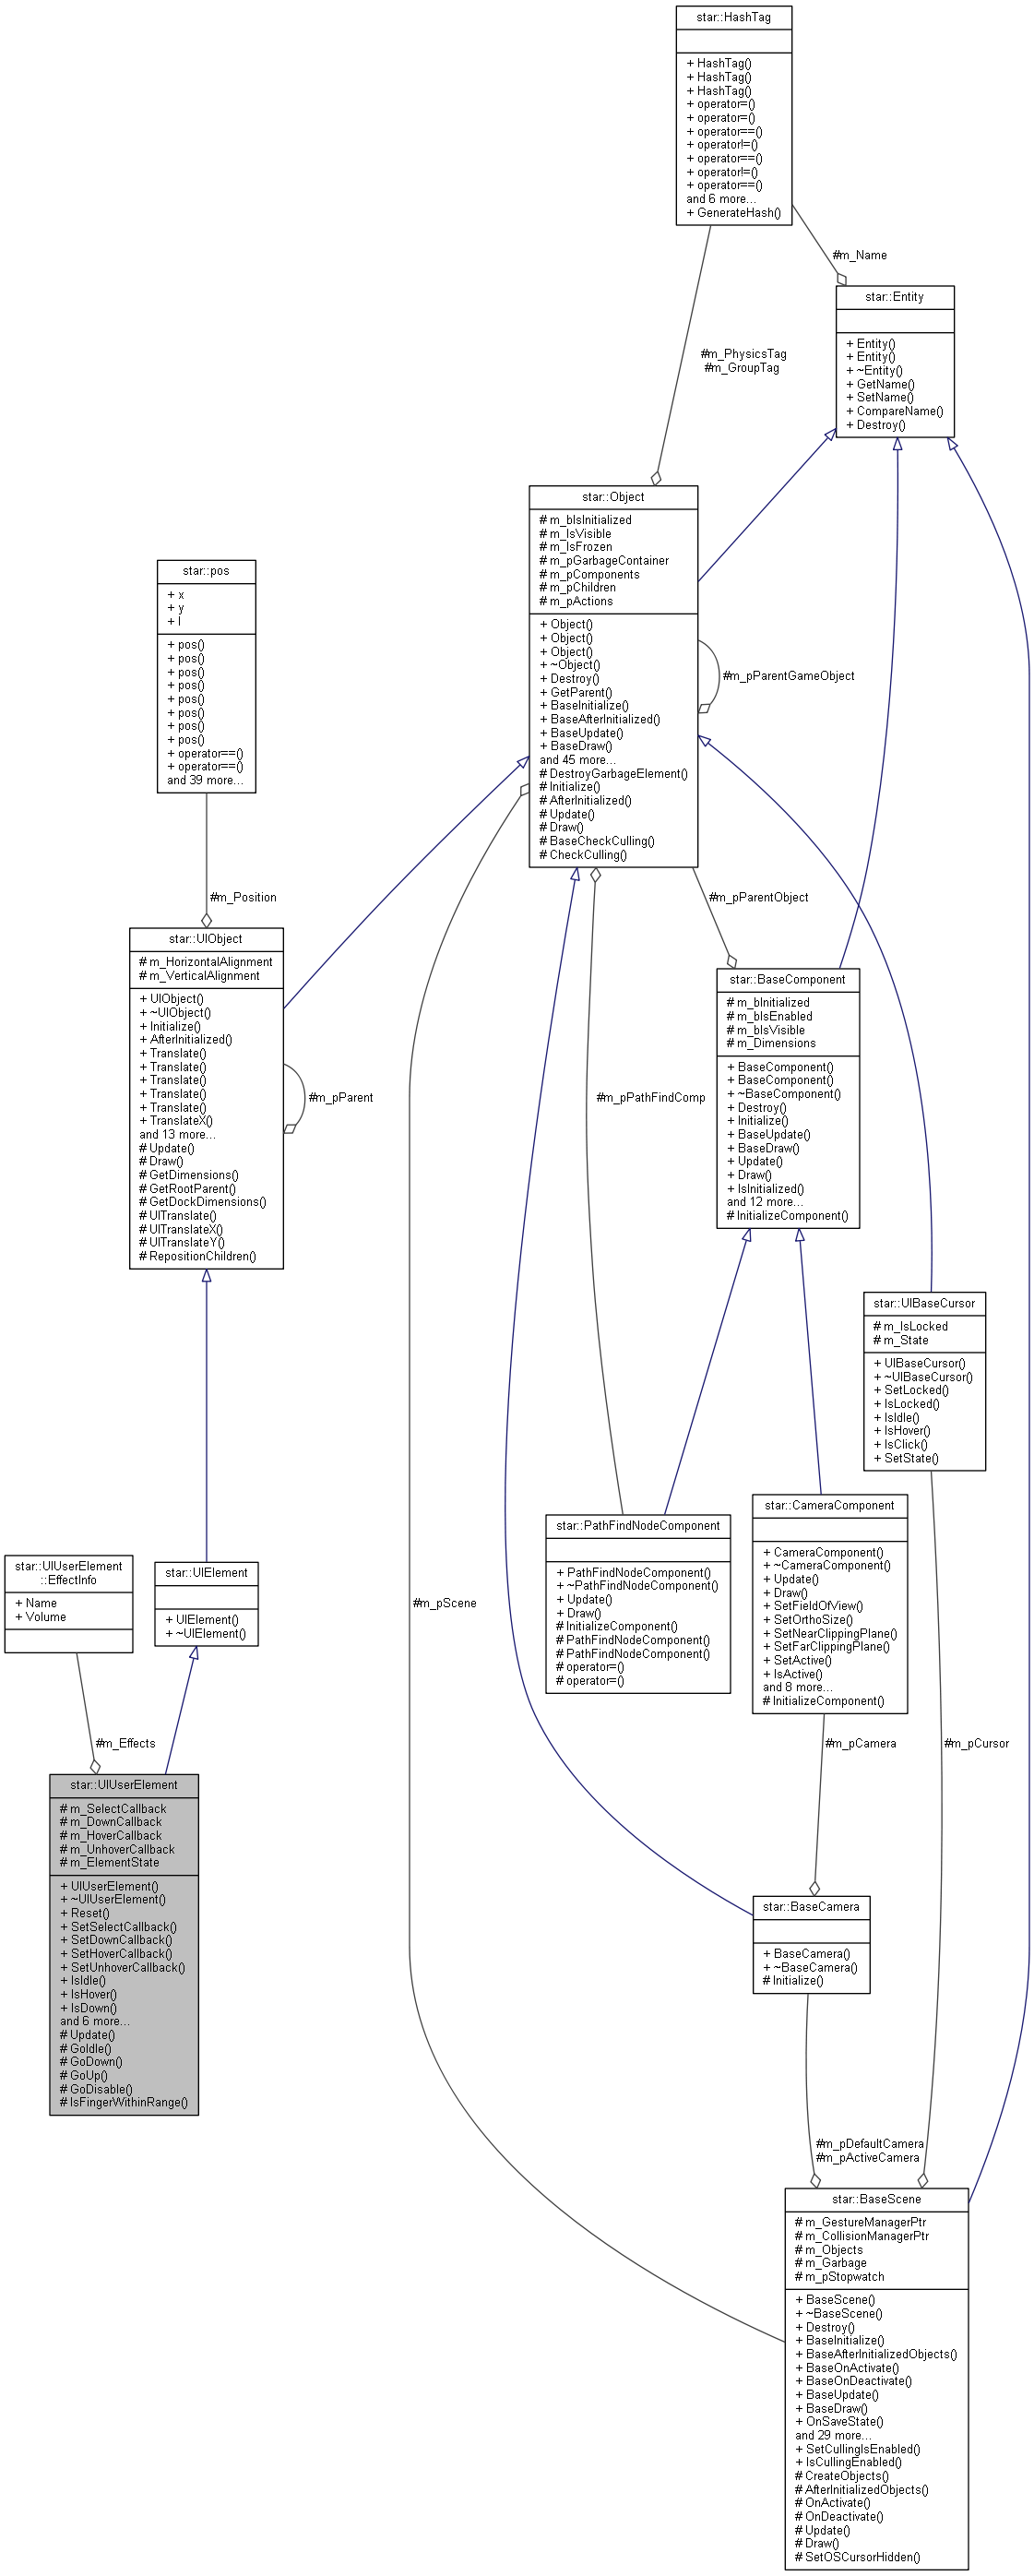 star::HashTag
+ HashTag()
+ HashTag()
+ HashTag()
+ operator=()
+ operator=()
+ operator==()
+ operator!=()
+ operator==()
+ operator!=()
+ operator==()
and 6 more...
+ GenerateHash()
#m_Name
star::Entity
+ Entity()
+ Entity()
+ ~Entity()
+ GetName()
+ SetName()
+ CompareName()
+ Destroy()
#m_PhysicsTag
#m_GroupTag
star::Object
# m_bIsInitialized
# m_IsVisible
# m_IsFrozen
# m_pGarbageContainer
# m_pComponents
# m_pChildren
# m_pActions
+ Object()
+ Object()
+ Object()
+ ~Object()
+ Destroy()
+ GetParent()
+ BaseInitialize()
+ BaseAfterInitialized()
+ BaseUpdate()
+ BaseDraw()
and 45 more...
# DestroyGarbageElement()
# Initialize()
# AfterInitialized()
# Update()
# Draw()
# BaseCheckCulling()
# CheckCulling()
#m_pParentGameObject
star::pos
+ x
+ y
+ l
+ pos()
+ pos()
+ pos()
+ pos()
+ pos()
+ pos()
+ pos()
+ pos()
+ operator==()
+ operator==()
and 39 more...
#m_Position
#m_pParentObject
star::UIObject
# m_HorizontalAlignment
# m_VerticalAlignment
+ UIObject()
+ ~UIObject()
+ Initialize()
+ AfterInitialized()
+ Translate()
+ Translate()
+ Translate()
+ Translate()
+ Translate()
+ TranslateX()
and 13 more...
# Update()
# Draw()
# GetDimensions()
# GetRootParent()
# GetDockDimensions()
# UITranslate()
# UITranslateX()
# UITranslateY()
# RepositionChildren()
#m_pParent
#m_pPathFindComp
star::BaseComponent
# m_bInitialized
# m_bIsEnabled
# m_bIsVisible
# m_Dimensions
+ BaseComponent()
+ BaseComponent()
+ ~BaseComponent()
+ Destroy()
+ Initialize()
+ BaseUpdate()
+ BaseDraw()
+ Update()
+ Draw()
+ IsInitialized()
and 12 more...
# InitializeComponent()
star::UIBaseCursor
# m_IsLocked
# m_State
+ UIBaseCursor()
+ ~UIBaseCursor()
+ SetLocked()
+ IsLocked()
+ IsIdle()
+ IsHover()
+ IsClick()
+ SetState()
star::PathFindNodeComponent
+ PathFindNodeComponent()
+ ~PathFindNodeComponent()
+ Update()
+ Draw()
# InitializeComponent()
# PathFindNodeComponent()
# PathFindNodeComponent()
# operator=()
# operator=()
star::CameraComponent
+ CameraComponent()
+ ~CameraComponent()
+ Update()
+ Draw()
+ SetFieldOfView()
+ SetOrthoSize()
+ SetNearClippingPlane()
+ SetFarClippingPlane()
+ SetActive()
+ IsActive()
and 8 more...
# InitializeComponent()
star::UIUserElement
::EffectInfo
+ Name
+ Volume
star::UIElement
+ UIElement()
+ ~UIElement()
#m_pScene
#m_Effects
#m_pCamera
#m_pCursor
star::UIUserElement
# m_SelectCallback
# m_DownCallback
# m_HoverCallback
# m_UnhoverCallback
# m_ElementState
+ UIUserElement()
+ ~UIUserElement()
+ Reset()
+ SetSelectCallback()
+ SetDownCallback()
+ SetHoverCallback()
+ SetUnhoverCallback()
+ IsIdle()
+ IsHover()
+ IsDown()
and 6 more...
# Update()
# GoIdle()
# GoDown()
# GoUp()
# GoDisable()
# IsFingerWithinRange()
star::BaseCamera
+ BaseCamera()
+ ~BaseCamera()
# Initialize()
#m_pDefaultCamera
#m_pActiveCamera
star::BaseScene
# m_GestureManagerPtr
# m_CollisionManagerPtr
# m_Objects
# m_Garbage
# m_pStopwatch
+ BaseScene()
+ ~BaseScene()
+ Destroy()
+ BaseInitialize()
+ BaseAfterInitializedObjects()
+ BaseOnActivate()
+ BaseOnDeactivate()
+ BaseUpdate()
+ BaseDraw()
+ OnSaveState()
and 29 more...
+ SetCullingIsEnabled()
+ IsCullingEnabled()
# CreateObjects()
# AfterInitializedObjects()
# OnActivate()
# OnDeactivate()
# Update()
# Draw()
# SetOSCursorHidden()